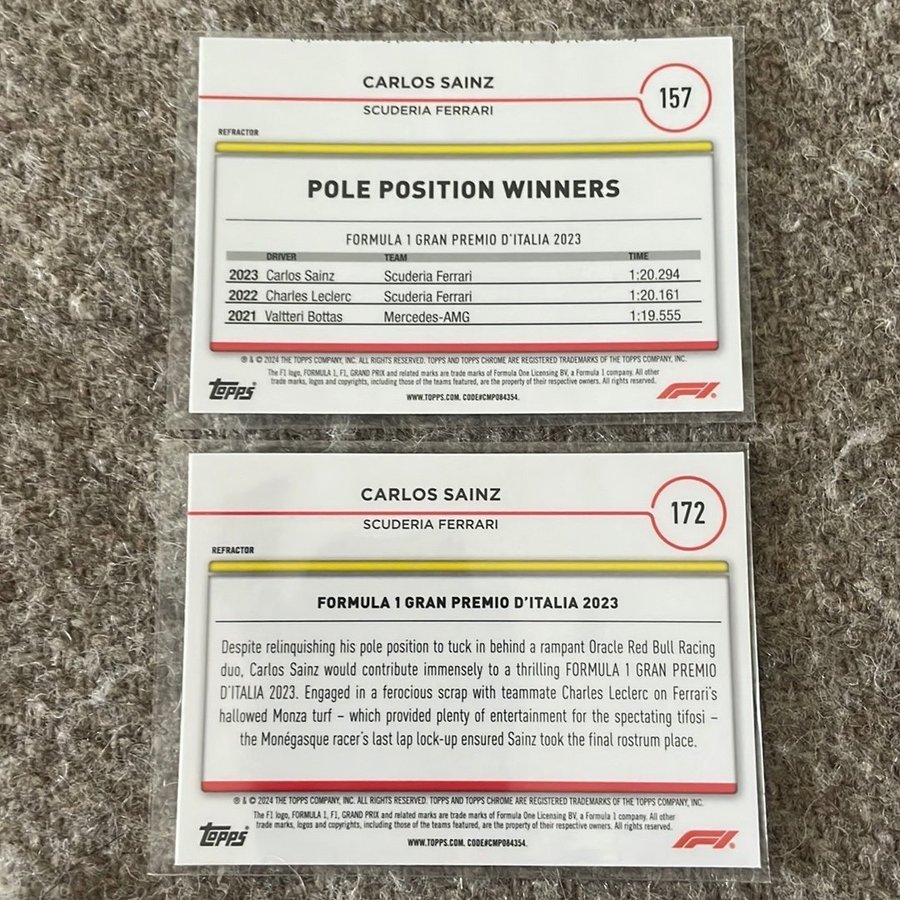 CARLOS SAINZ
157
SCUDERIA FERRARI
REFRACTOR
POLE POSITION WINNERS
FORMULA 1 GRAN PREMIO D'ITALIA 2023
DRIVER TEAM TIME
2023 Carlos Sainz Scuderia Ferrari 1:20.294
2022 Charles Leclerc Scuderia Ferrari 1:20.161
2021 Valtteri Bottas Mercedes-AMG 1:19.555
® & © 2024 THE TOPPS COMPANY, INC. ALL RIGHTS RESERVED. TOPPS AND TOPPS CHROME ARE REGISTERED TRADEMARKS OF THE TOPPS COMPANY, INC.
The F1 logo, FORMULA 1, F1, GRAND PRIX and related marks are trade marks of Formula One Licensing BV, a Formula 1 company. All other
trade marks, logos and copyrights, including those of the teams featured, are the property of their respective owners. All rights reserved.
Topps®
WWW.TOPPS.COM. CODE#CMP084354.
F1®
CARLOS SAINZ
172
SCUDERIA FERRARI
REFRACTOR
FORMULA 1 GRAN PREMIO D'ITALIA 2023
Despite relinquishing his pole position to tuck in behind a rampant Oracle Red Bull Racing
duo, Carlos Sainz would contribute immensely to a thrilling FORMULA 1 GRAN PREMIO
D'ITALIA 2023. Engaged in a ferocious scrap with teammate Charles Leclerc on Ferrari's
hallowed Monza turf – which provided plenty of entertainment for the spectating tifosi –
the Monégasque racer's last lap lock-up ensured Sainz took the final rostrum place.
® & © 2024 THE TOPPS COMPANY, INC. ALL RIGHTS RESERVED. TOPPS AND TOPPS CHROME ARE REGISTERED TRADEMARKS OF THE TOPPS COMPANY, INC.
The F1 logo, FORMULA 1, F1, GRAND PRIX and related marks are trade marks of Formula One Licensing BV, a Formula 1 company. All other
trade marks, logos and copyrights, including those of the teams featured, are the property of their respective owners. All rights reserved.
Topps®
WWW.TOPPS.COM. CODE#CMP084354.
F1®